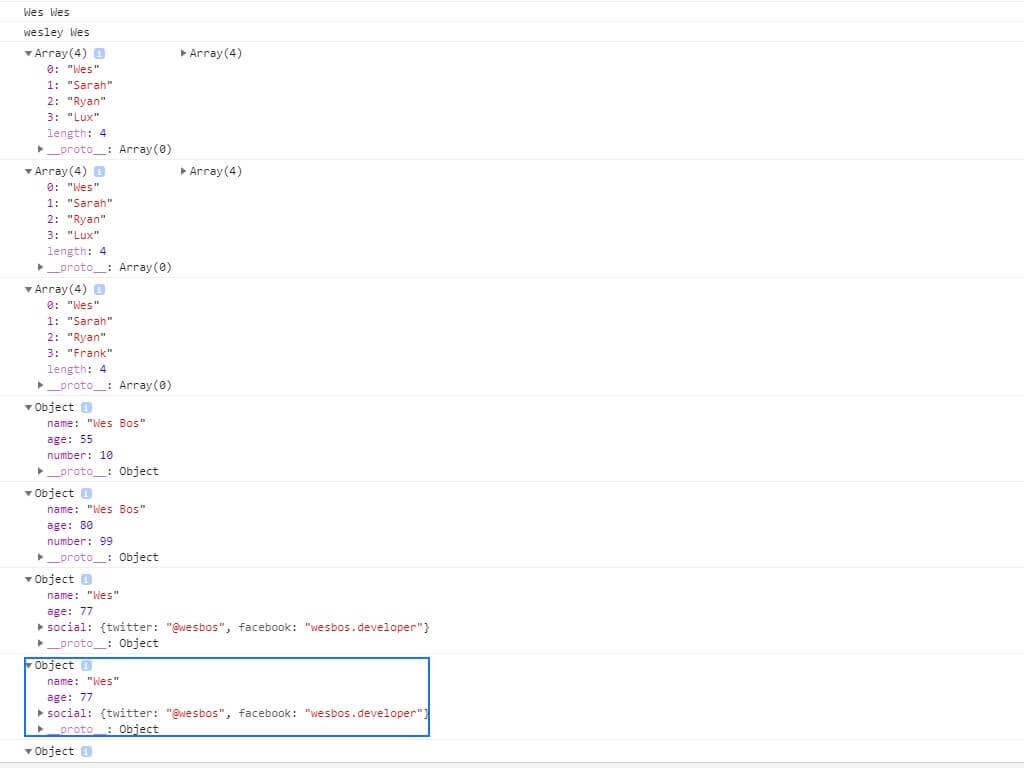 Wes Wes
wesley Wes
▼Array(4) i ▶Array(4)
0: "Wes"
1: "Sarah"
2: "Ryan"
3: "Lux"
length: 4
▶__proto__: Array(0)
▼Array(4) i ▶Array(4)
0: "Wes"
1: "Sarah"
2: "Ryan"
3: "Lux"
length: 4
▶__proto__: Array(0)
▼Array(4) i
0: "Wes"
1: "Sarah"
2: "Ryan"
3: "Frank"
length: 4
▶__proto__: Array(0)
▼Object i
name: "Wes Bos"
age: 55
number: 10
▶__proto__: Object
▼Object i
name: "Wes Bos"
age: 80
number: 99
▶__proto__: Object
▼Object i
name: "Wes"
age: 77
▶social: {twitter: "@wesbos", facebook: "wesbos.developer"}
▶__proto__: Object
▼Object i
name: "Wes"
age: 77
▶social: {twitter: "@wesbos", facebook: "wesbos.developer"}
▶__proto__: Object
▼Object i